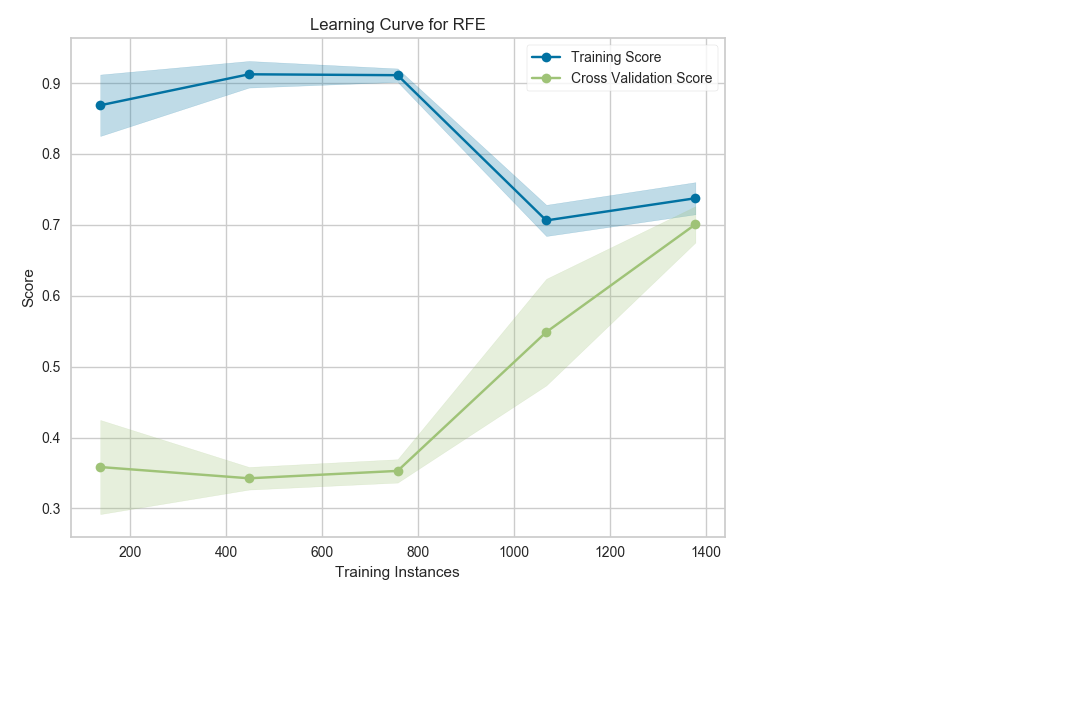 Learning Curve for RFE
Training Score
Cross Validation Score
0.9
0.8
0.7
0.6
0.5
0.4
0.3
Score
200 400 600 800 1000 1200 1400
Training Instances